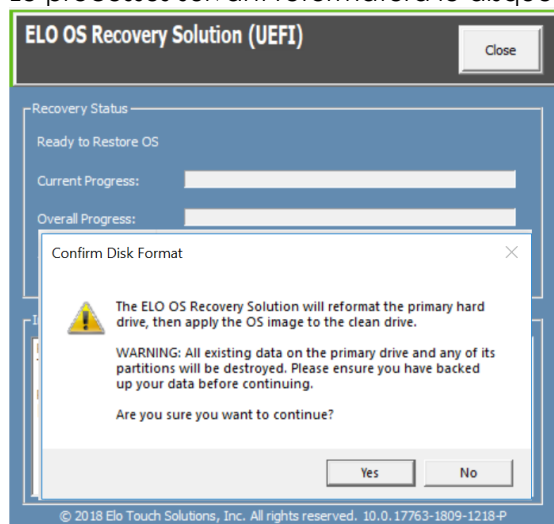 ELO OS Recovery Solution (UEFI)
Close
Recovery Status
Ready to Restore OS
Current Progress:
Overall Progress:
Confirm Disk Format
The ELO OS Recovery Solution will reformat the primary hard
drive, then apply the OS image to the clean drive.
WARNING: All existing data on the primary drive and any of its
partitions will be destroyed. Please ensure you have backed
up your data before continuing.
Are you sure you want to continue?
Yes
No
© 2018 Elo Touch Solutions, Inc. All rights reserved. 10.0.17763-1809-1218-P